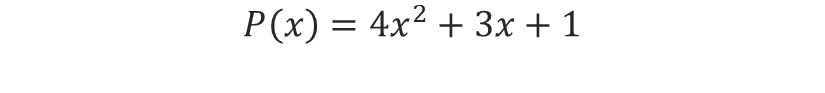 P(x) = 4x² + 3x + 1